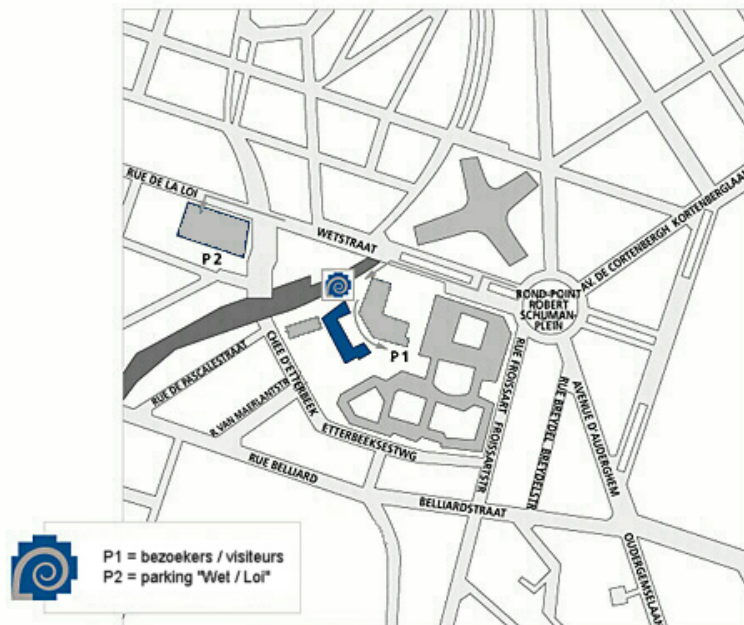 RUE DE LA LOI
P2
WETSTRAAT
AV. DE CORTENBERGH KORTENBERGLAAN
ROND-POINT
ROBERT
SCHUMAN-
PLEIN
P1
RUE DE PASCALESTRAAT
R. VAN MAERLANTSTR
CHEE D'ETTERBEEK
ETTERBEEKSESTWG
RUE FROISSART FROISSARTSTR
RUE BREYDEL BREYDELSTR
AVENUE D'AUDERGHEM
RUE BELLIARD
BELLIARDSTRAAT
OUDERGEMSELAAN
P1 = bezoekers / visiteurs
P2 = parking "Wet / Loi"